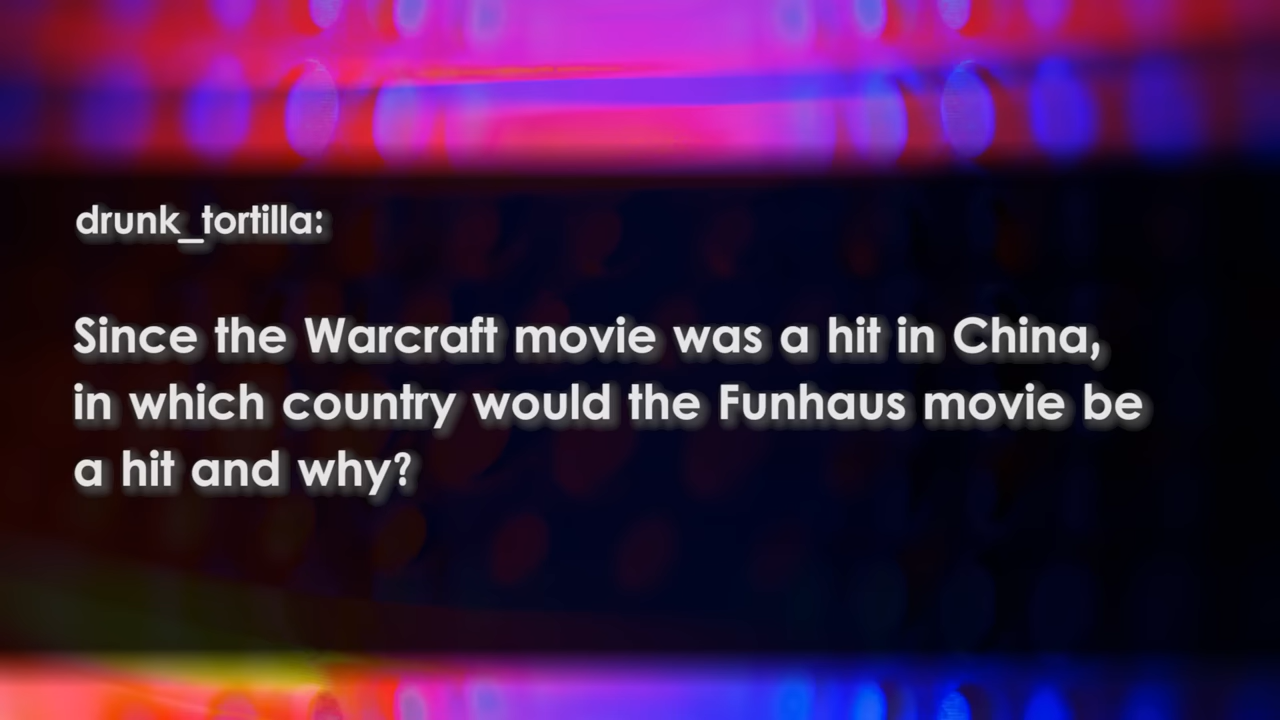 drunk_tortilla:
Since the Warcraft movie was a hit in China,
in which country would the Funhaus movie be
a hit and why?